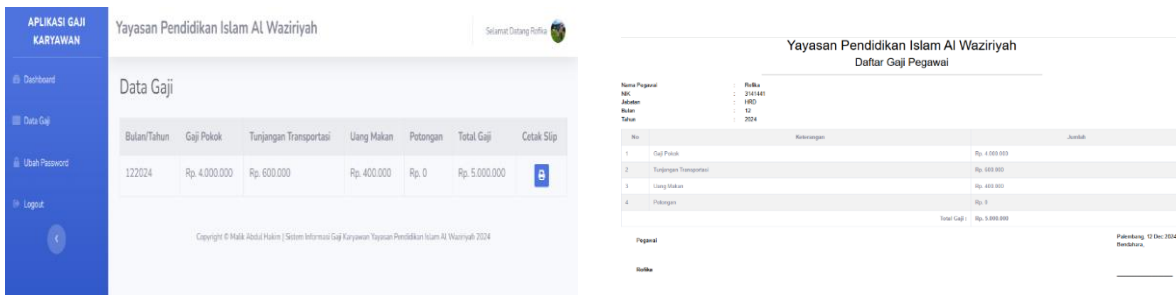 APLIKASI GAJI
KARYAWAN
Dashboard
Data Gaji
Ubah Password
Logout
Yayasan Pendidikan Islam Al Waziriyah
Selamat Datang Rofika
Data Gaji
Bulan/Tahun Gaji Pokok Tunjangan Transportasi Uang Makan Potongan Total Gaji Cetak Slip
122024 Rp. 4.000.000 Rp. 600.000 Rp. 400.000 Rp. 0 Rp. 5.000.000
Copyright © Malik Abdul Hakim | Sistem Informasi Gaji Karyawan Yayasan Pendidikan Islam Al Waziriyah 2024
Yayasan Pendidikan Islam Al Waziriyah
Daftar Gaji Pegawai
Nama Pegawai : Rofika
NIK : 3141441
Jabatan : HRD
Bulan : 12
Tahun : 2024
No Keterangan Jumlah
1 Gaji Pokok Rp. 4.000.000
2 Tunjangan Transportasi Rp. 600.000
3 Uang Makan Rp. 400.000
4 Potongan Rp. 0
Total Gaji : Rp. 5.000.000
Pegawai
Palembang, 12 Dec 2024
Bendahara,
Rofika